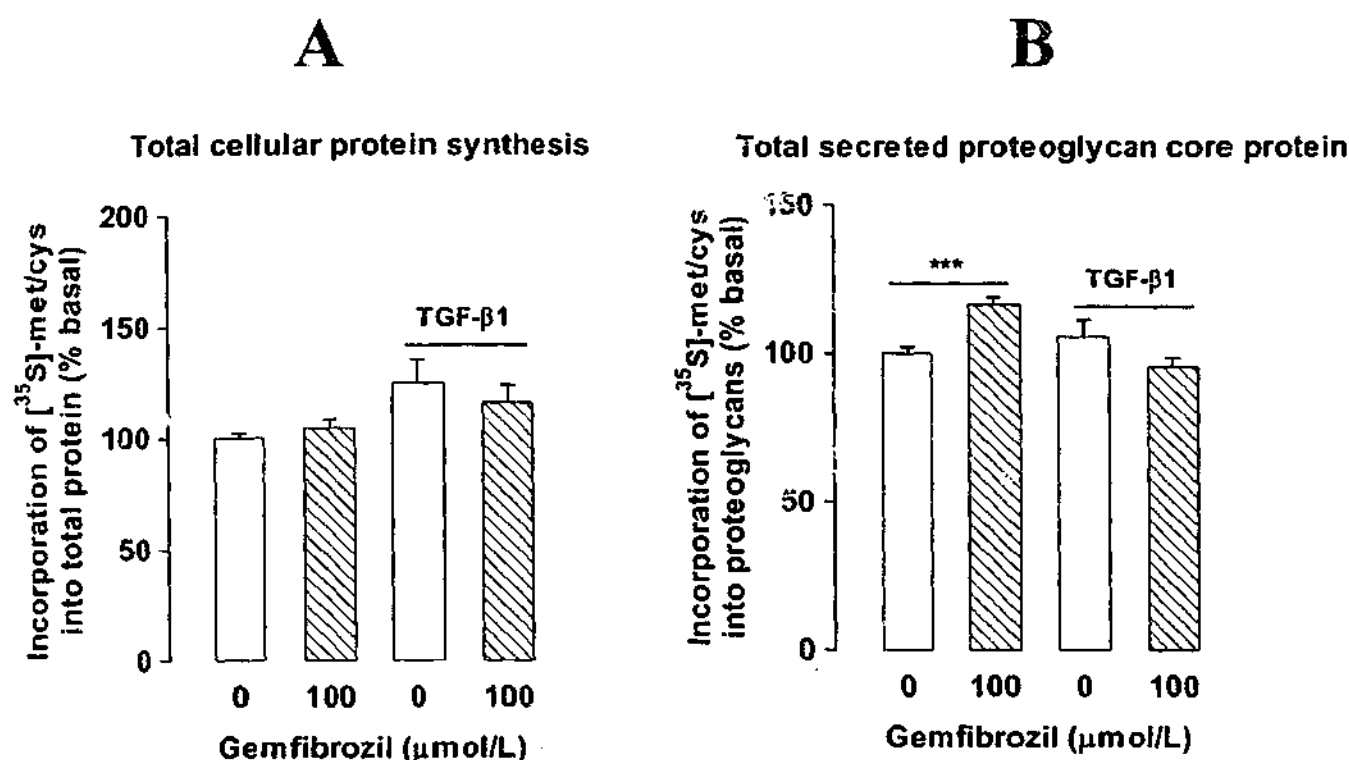 A
Total cellular protein synthesis
Incorporation of [³⁵S]-met/cys
into total protein (% basal)
200
150
100
50
0
TGF-β1
0 100 0 100
Gemfibrozil (μmol/L)
B
Total secreted proteoglycan core protein
Incorporation of [³⁵S]-met/cys
into proteoglycans (% basal)
150
100
50
0
***
TGF-β1
0 100 0 100
Gemfibrozil (μmol/L)